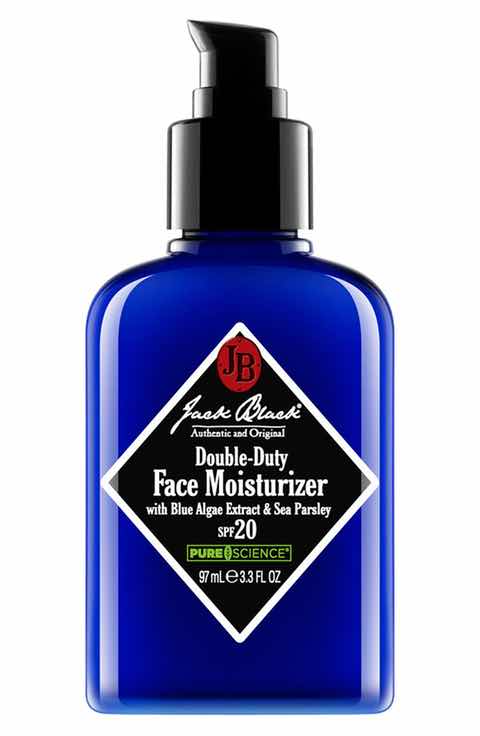 JB
Jack Black®
Authentic and Original
Double-Duty
Face Moisturizer
with Blue Algae Extract & Sea Parsley
SPF20
PURE SCIENCE®
97 mL ℮ 3.3 FL OZ